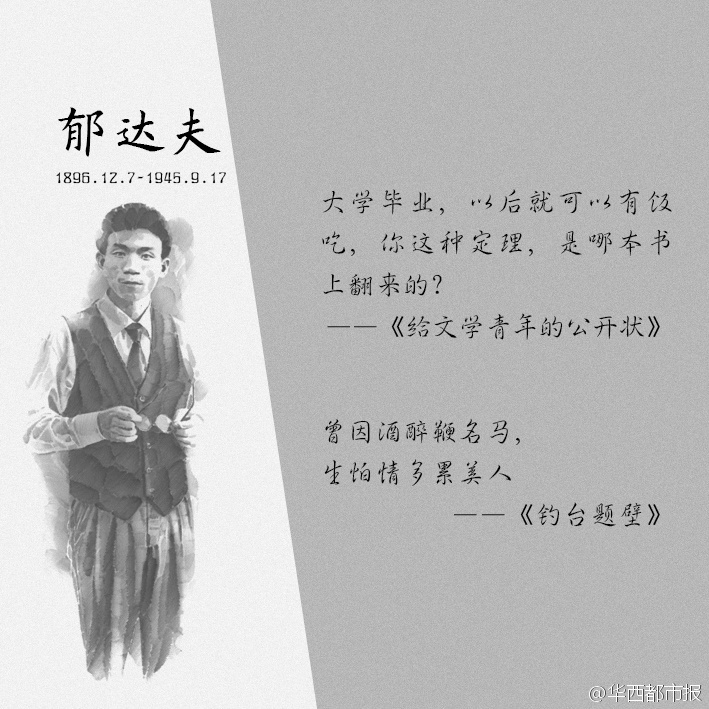 郁达夫
1896.12.7-1945.9.17
大学毕业，以后就可以有饭
吃，你这种定理，是哪本书
上翻来的？
——《给文学青年的公开状》
曾因酒醉鞭名马，
生怕情多累美人
——《钓台题壁》
@华西都市报